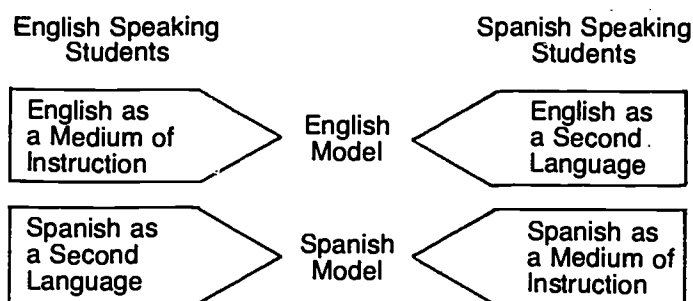 English Speaking
Students
Spanish Speaking
Students
English as
a Medium of
Instruction
English
Model
English as
a Second
Language
Spanish as
a Second
Language
Spanish
Model
Spanish as
a Medium of
Instruction